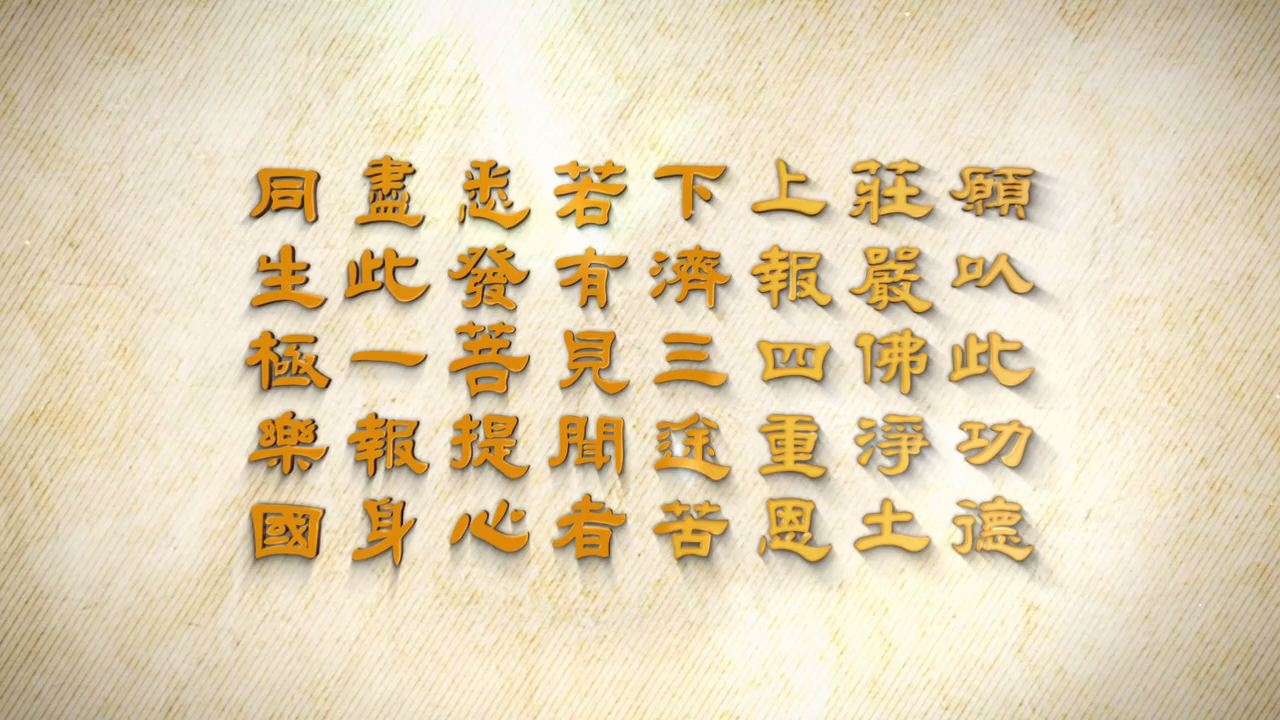 願以此功德
莊嚴佛淨土
上報四重恩
下濟三途苦
若有見聞者
悉發菩提心
盡此一報身
同生極樂國